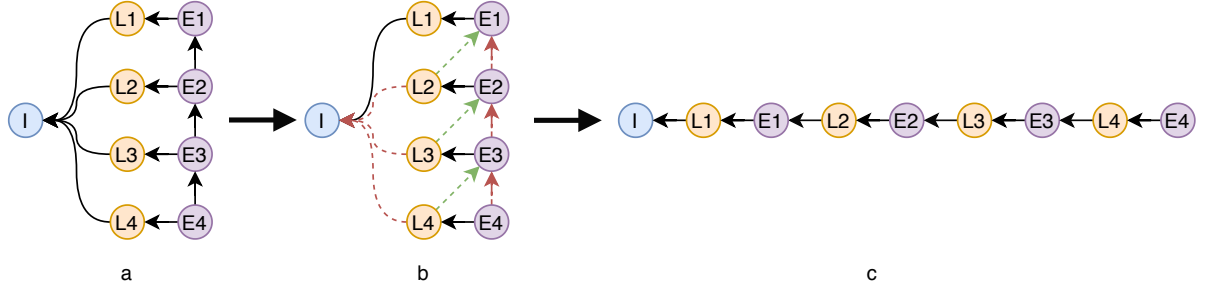 L1 E1 L1 E1
L2 E2 L2 E2
I I I L1 E1 L2 E2 L3 E3 L4 E4
L3 E3 L3 E3
L4 E4 L4 E4
a b c